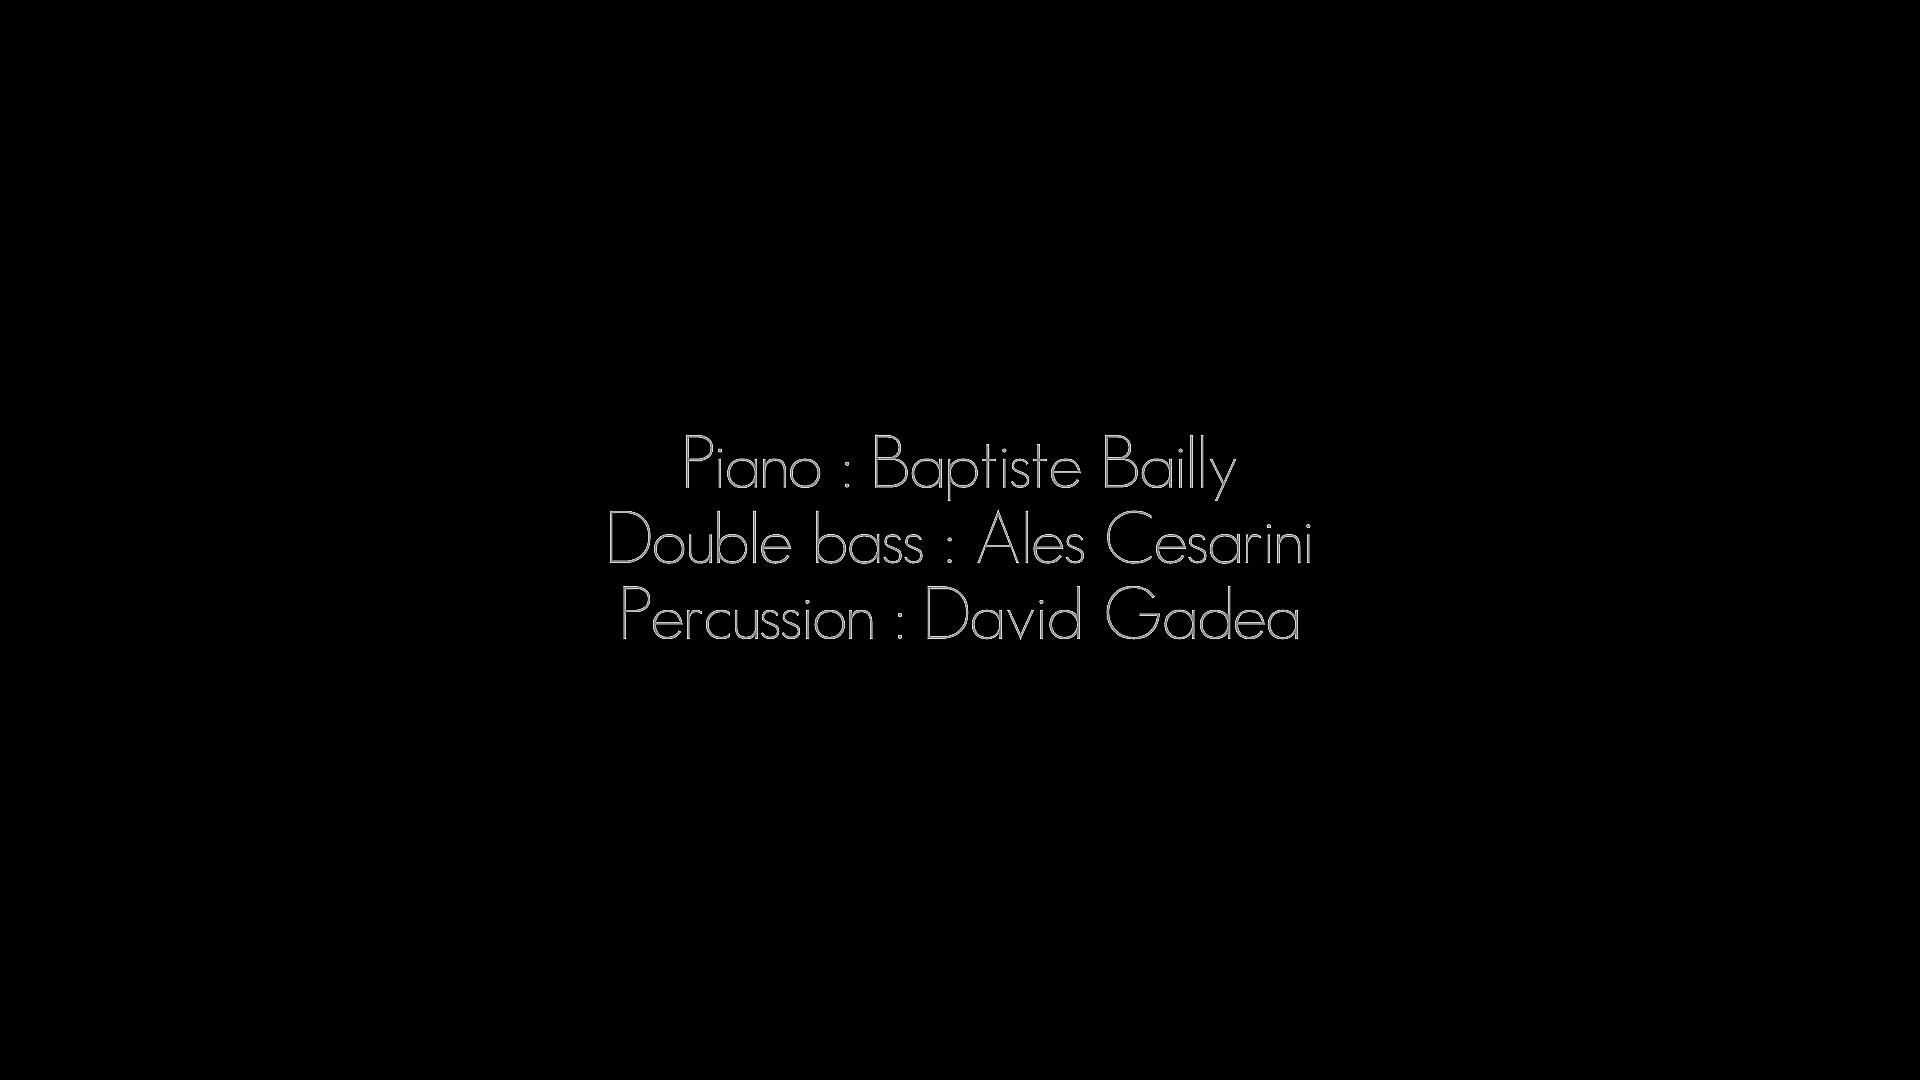 Piano : Baptiste Bailly
Double bass : Ales Cesarini
Percussion : David Gadea